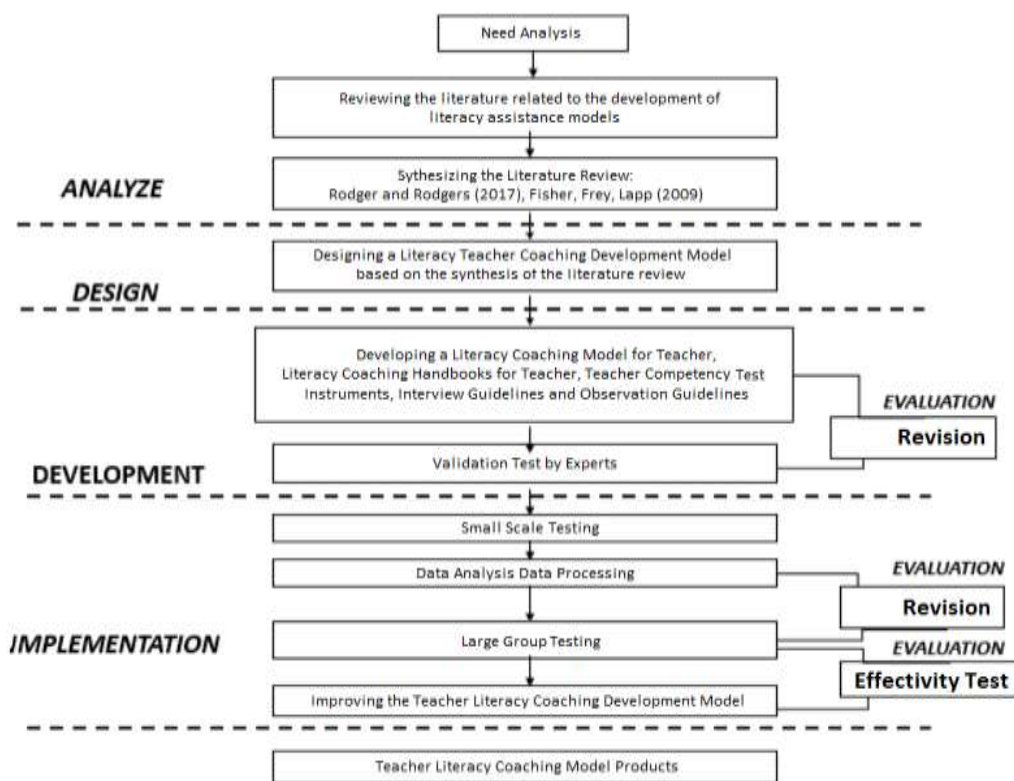 Need Analysis
Reviewing the literature related to the development of
literacy assistance models
Sythesizing the Literature Review:
Rodger and Rodgers (2017), Fisher, Frey, Lapp (2009)
ANALYZE
Designing a Literacy Teacher Coaching Development Model
based on the synthesis of the literature review
DESIGN
Developing a Literacy Coaching Model for Teacher,
Literacy Coaching Handbooks for Teacher, Teacher Competency Test
Instruments, Interview Guidelines and Observation Guidelines
EVALUATION
Revision
Validation Test by Experts
DEVELOPMENT
Small Scale Testing
Data Analysis Data Processing
EVALUATION
Revision
IMPLEMENTATION
Large Group Testing
EVALUATION
Effectivity Test
Improving the Teacher Literacy Coaching Development Model
Teacher Literacy Coaching Model Products